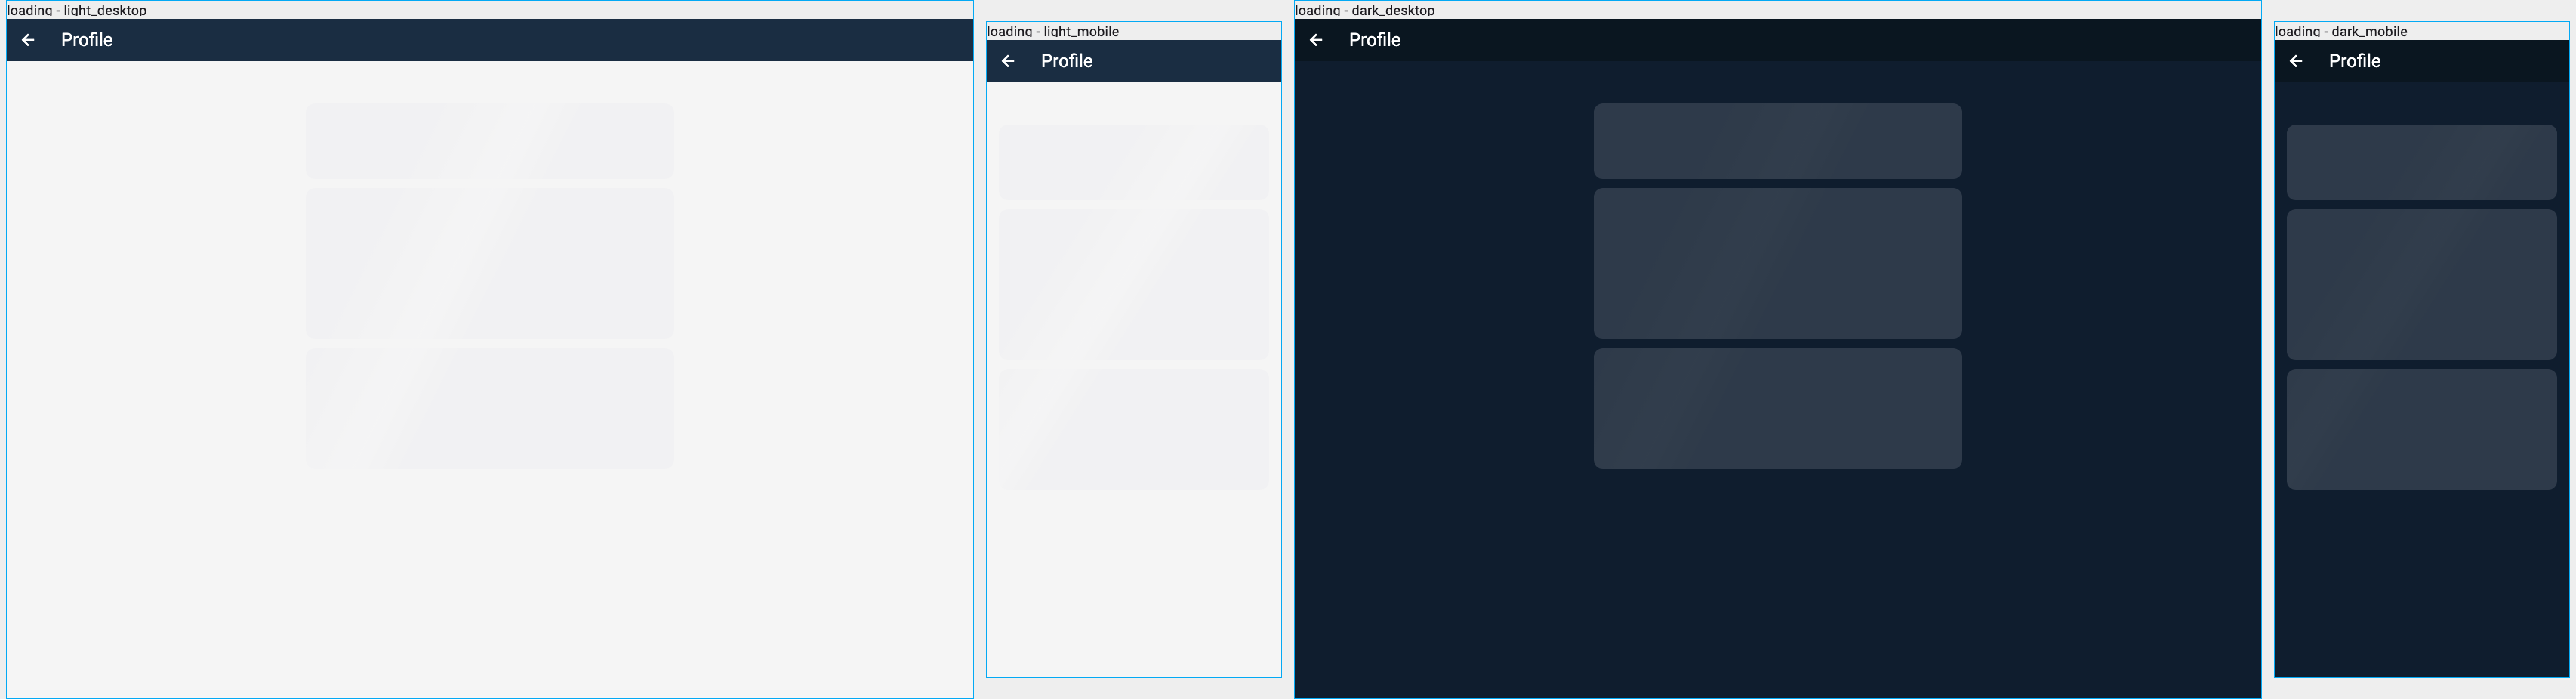 loading - light_desktop
Profile
loading - light_mobile
Profile
loading - dark_desktop
Profile
loading - dark_mobile
Profile